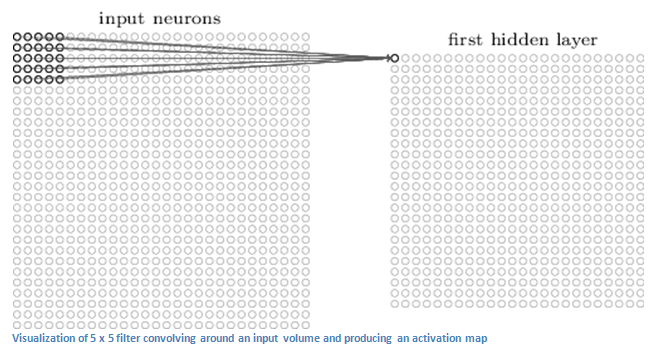 input neurons
first hidden layer
Visualization of 5 x 5 filter convolving around an input volume and producing an activation map